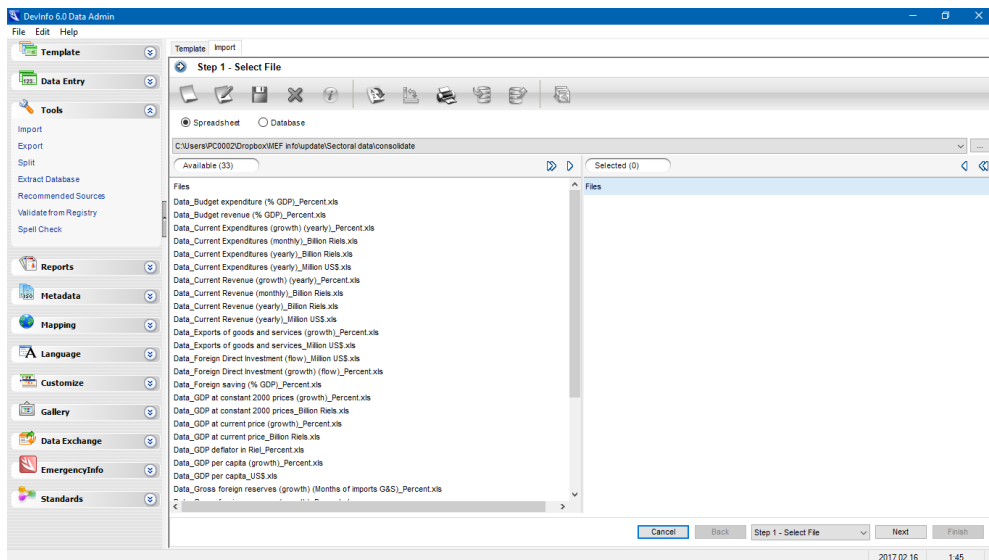 DevInfo 6.0 Data Admin
File Edit Help
Template
Data Entry
Tools
Import
Export
Split
Extract Database
Recommended Sources
Validate from Registry
Spell Check
Reports
Metadata
Mapping
Language
Customize
Gallery
Data Exchange
EmergencyInfo
Standards
Template Import
Step 1 - Select File
Spreadsheet Database
C:\Users\PC0002\Dropbox\MEF info\update\Sectoral data\consolidate
...
Available (33)
Files
Data_Budget expenditure (% GDP)_Percent.xls
Data_Budget revenue (% GDP)_Percent.xls
Data_Current Expenditures (growth) (yearly)_Percent.xls
Data_Current Expenditures (monthly)_Billion Riels.xls
Data_Current Expenditures (yearly)_Billion Riels.xls
Data_Current Expenditures (yearly)_Million US$.xls
Data_Current Revenue (growth) (yearly)_Percent.xls
Data_Current Revenue (monthly)_Billion Riels.xls
Data_Current Revenue (yearly)_Billion Riels.xls
Data_Current Revenue (yearly)_Million US$.xls
Data_Exports of goods and services (growth)_Percent.xls
Data_Exports of goods and services_Million US$.xls
Data_Foreign Direct Investment (flow)_Million US$.xls
Data_Foreign Direct Investment (growth) (flow)_Percent.xls
Data_Foreign saving (% GDP)_Percent.xls
Data_GDP at constant 2000 prices (growth)_Percent.xls
Data_GDP at constant 2000 prices_Billion Riels.xls
Data_GDP at current price (growth)_Percent.xls
Data_GDP at current price_Billion Riels.xls
Data_GDP deflator in Riel_Percent.xls
Data_GDP per capita (growth)_Percent.xls
Data_GDP per capita_US$.xls
Data_Gross foreign reserves (growth) (Months of imports G&S)_Percent.xls
Selected (0)
Files
Cancel Back Step 1 - Select File Next Finish
2017.02.16 1:45